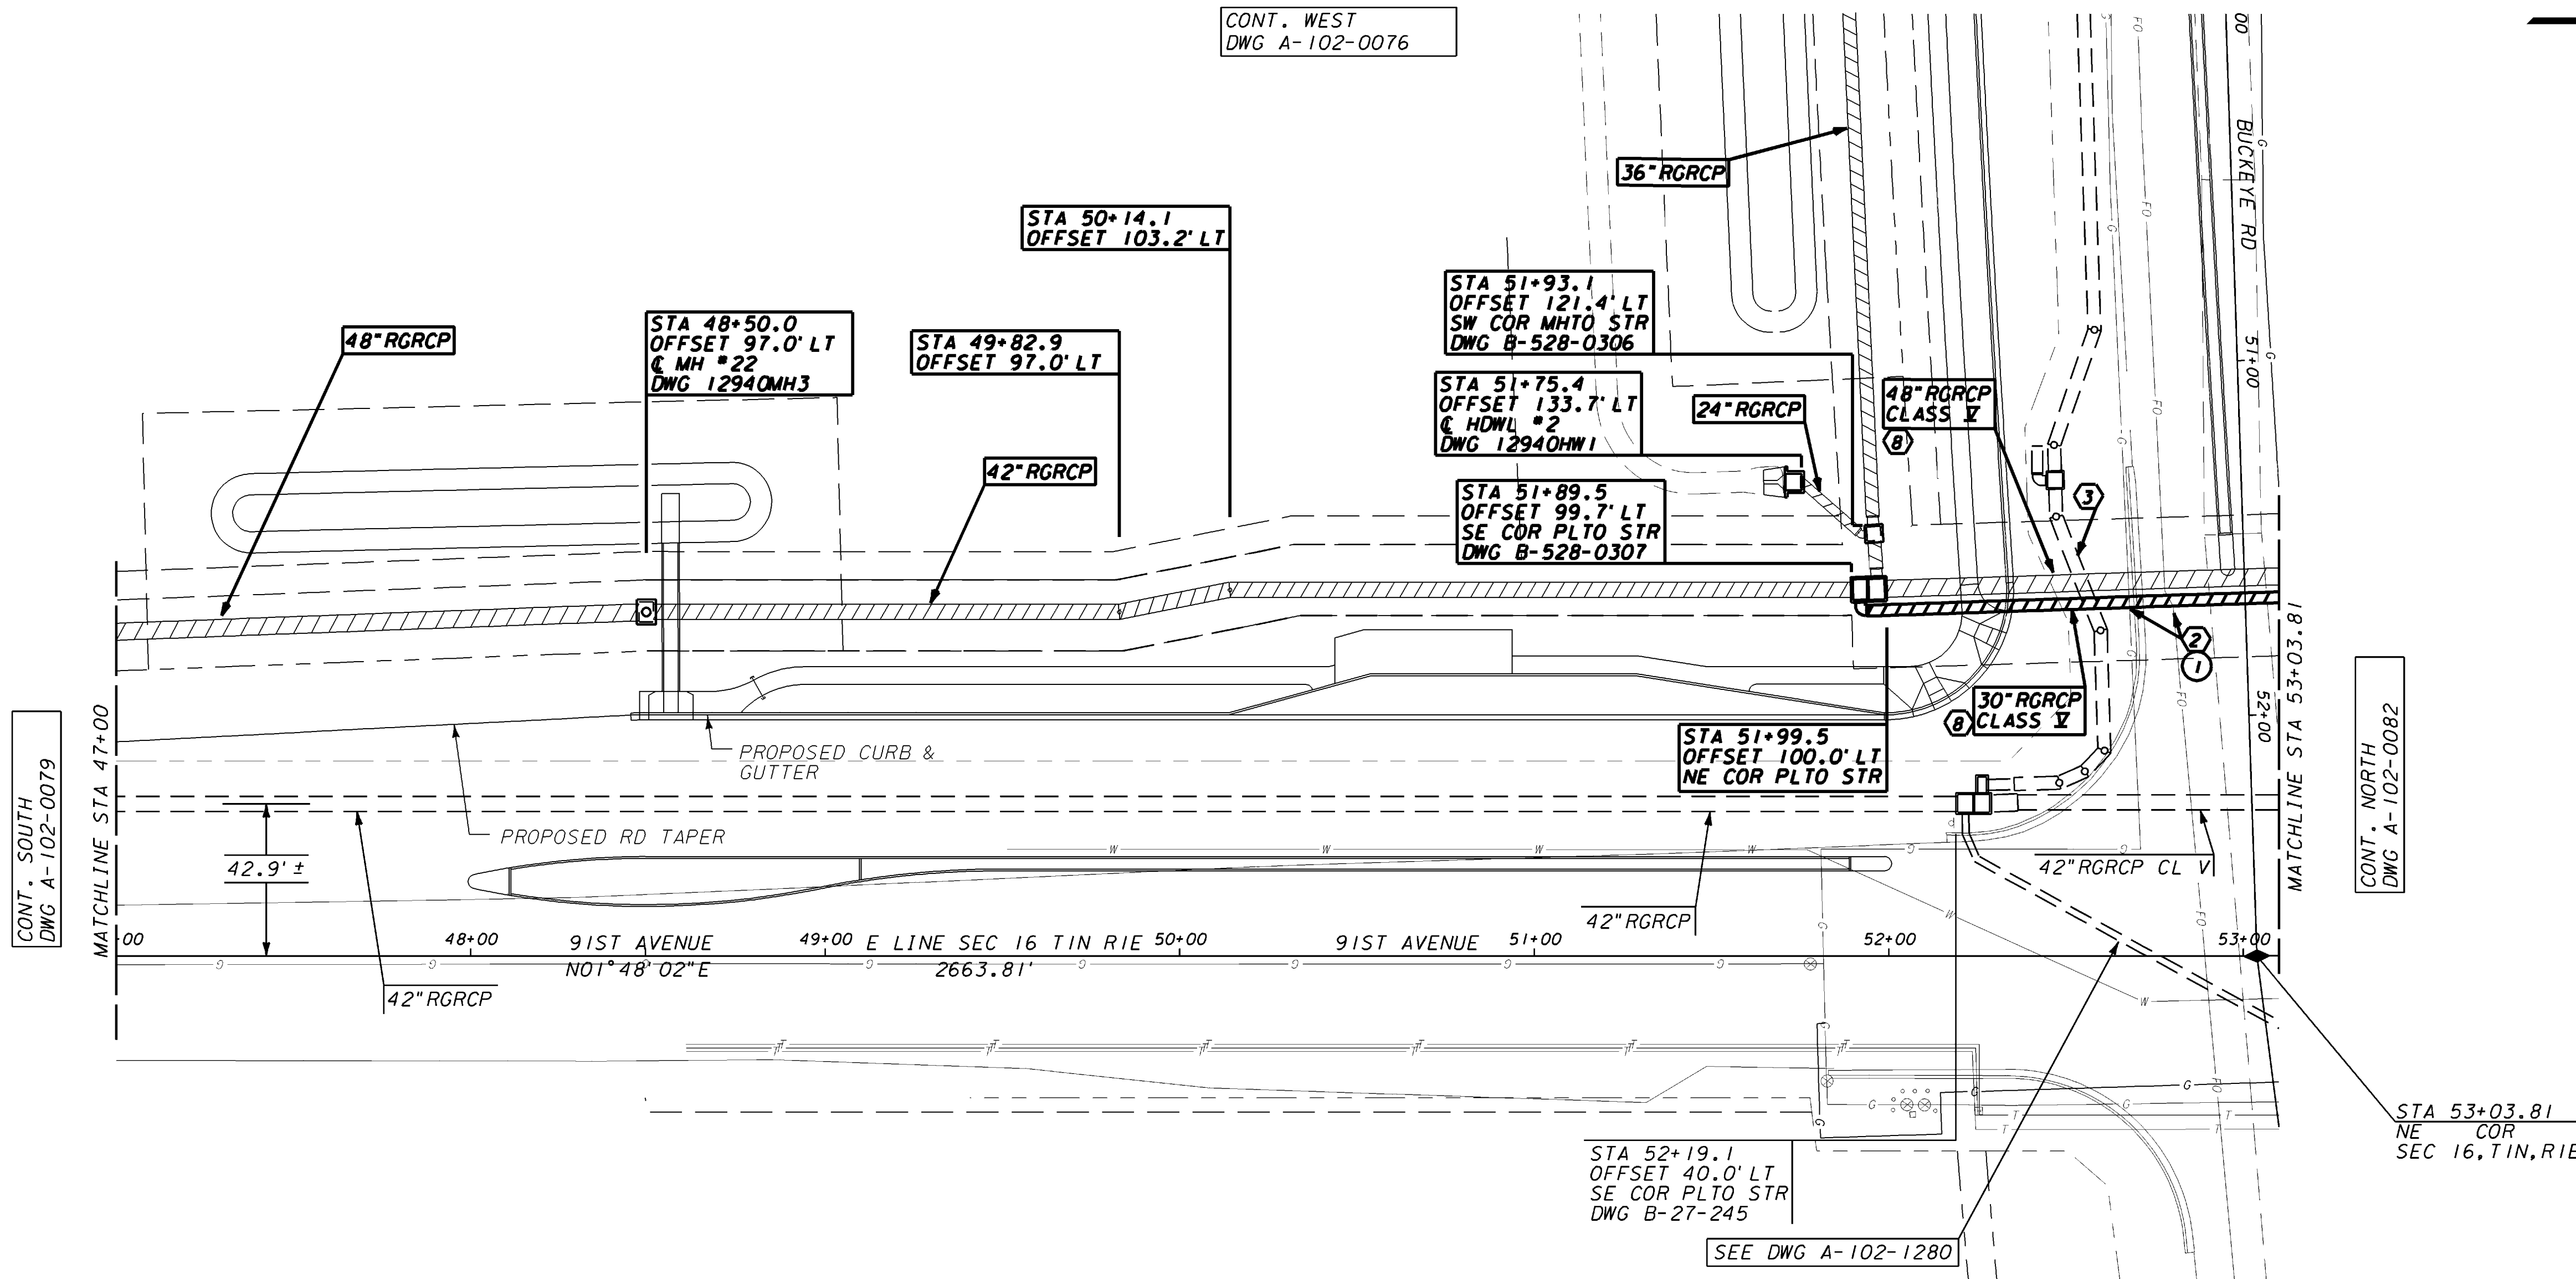 CONT. WEST
DWG A-102-0076
36" RGRCP
BUCKEYE RD
STA 50+14.1
OFFSET 103.2' LT
STA 51+93.1
OFFSET 121.4' LT
SW COR MHTO STR
DWG B-528-0306
48" RGRCP
STA 48+50.0
OFFSET 97.0' LT
℄ MH #22
DWG 12940MH3
STA 49+82.9
OFFSET 97.0' LT
STA 51+75.4
OFFSET 133.7' LT
℄ HDWL #2
DWG 12940HW1
24" RGRCP
48" RGRCP
CLASS V
8
51+00
42" RGRCP
STA 51+89.5
OFFSET 99.7' LT
SE COR PLTO STR
DWG B-528-0307
3
2
1
30" RGRCP
CLASS V
8
52+00
STA 51+99.5
OFFSET 100.0' LT
NE COR PLTO STR
PROPOSED CURB &
GUTTER
PROPOSED RD TAPER
CONT. SOUTH
DWG A-102-0079
MATCHLINE STA 47+00
MATCHLINE STA 53+03.81
CONT. NORTH
DWG A-102-0082
42.9' ±
42" RGRCP CL V
42" RGRCP
00
48+00
91ST AVENUE
49+00
E LINE SEC 16 T1N R1E
50+00
91ST AVENUE
51+00
52+00
53+00
N01°48'02"E
2663.81'
42" RGRCP
STA 53+03.81
NE COR
SEC 16, T1N, R1E
STA 52+19.1
OFFSET 40.0' LT
SE COR PLTO STR
DWG B-27-245
SEE DWG A-102-1280